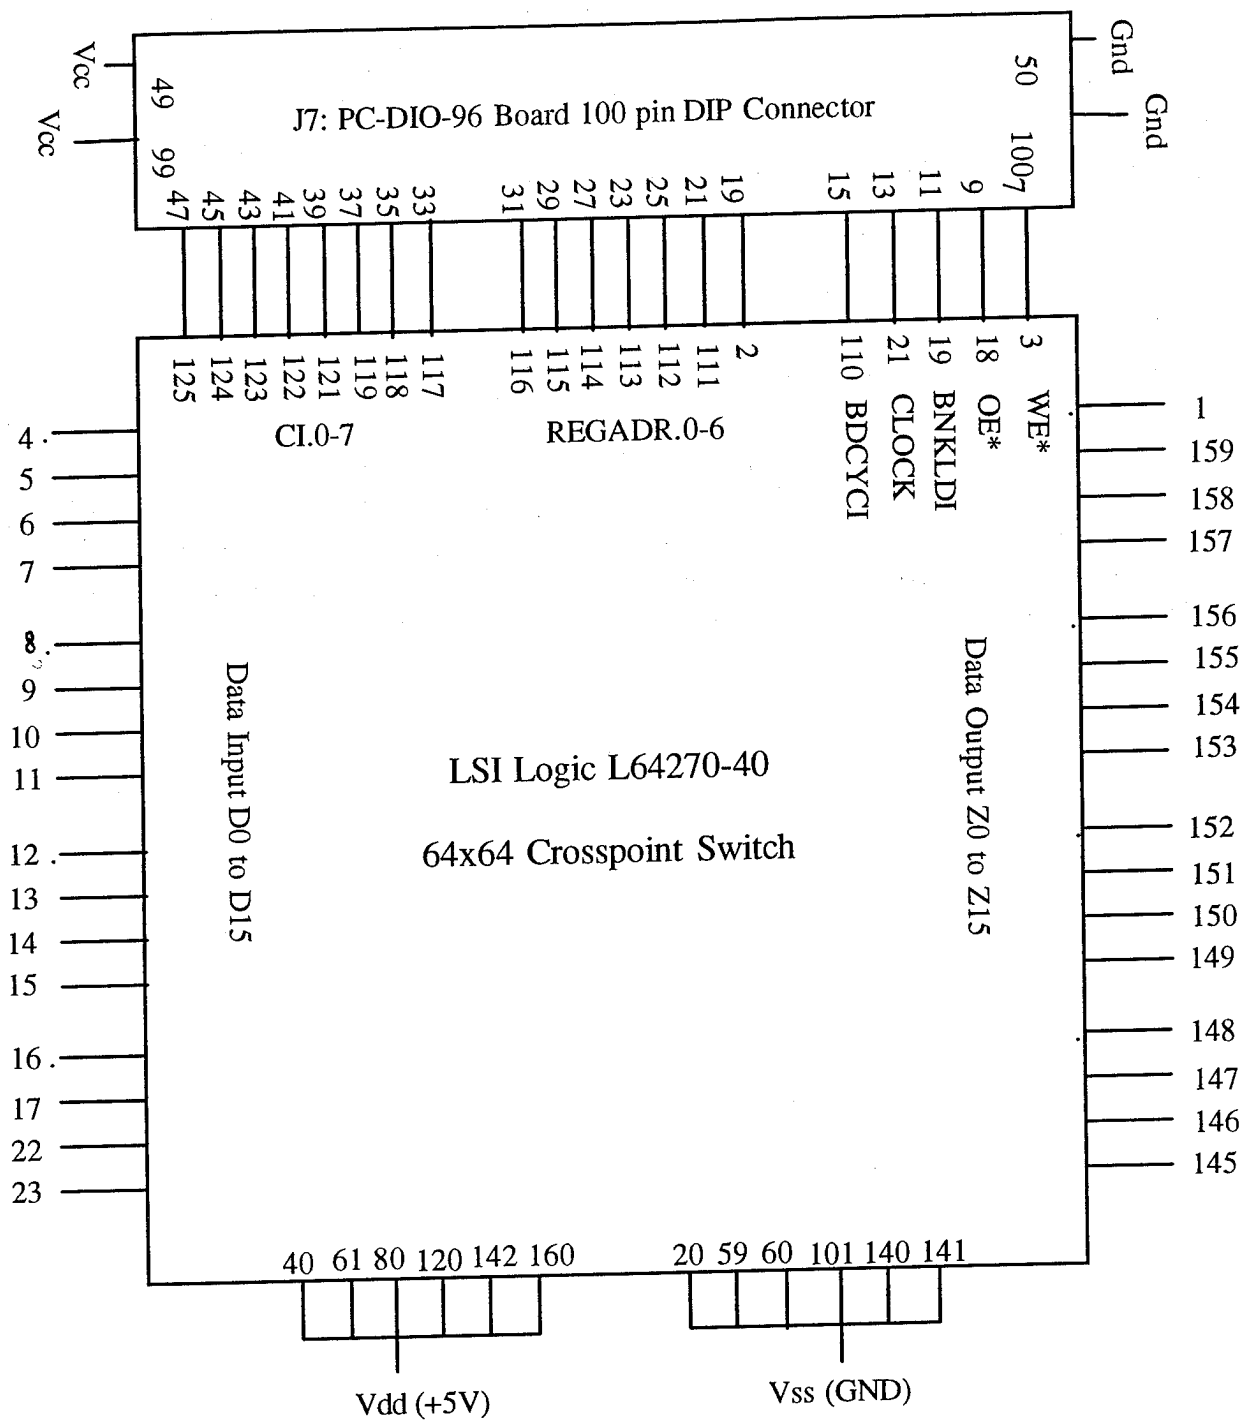 Vcc
Vcc
Gnd
Gnd
49
99
50
100
J7: PC-DIO-96 Board 100 pin DIP Connector
47 45 43 41 39 37 35 33 31 29 27 23 25 21 19 15 13 11 9 7
125 124 123 122 121 119 118 117 116 115 114 113 112 111 2 110 21 19 18 3
CI.0-7
REGADR.0-6
BDCYCI
CLOCK
BNKLDI
OE*
WE*
4
5
6
7
8
9
10
11
12
13
14
15
16
17
22
23
Data Input D0 to D15
LSI Logic L64270-40
64x64 Crosspoint Switch
Data Output Z0 to Z15
1
159
158
157
156
155
154
153
152
151
150
149
148
147
146
145
40 61 80 120 142 160
20 59 60 101 140 141
Vdd (+5V)
Vss (GND)